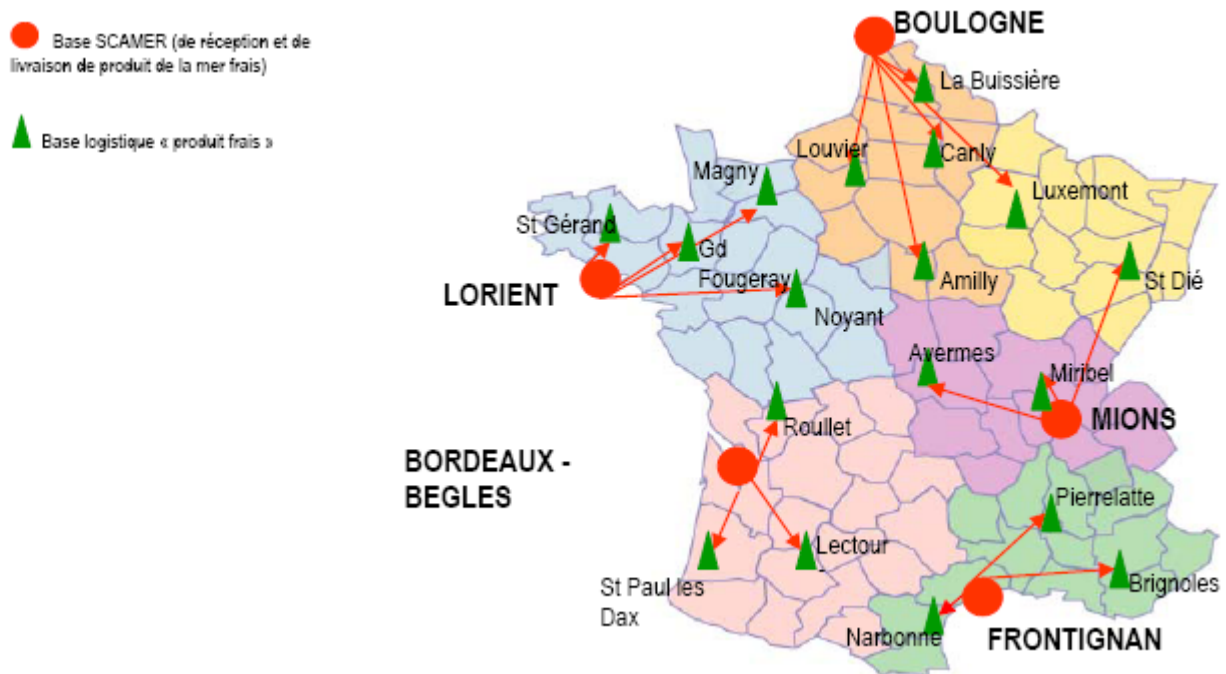 Base SCAMER (de réception et de
livraison de produit de la mer frais)
Base logistique « produit frais »
BOULOGNE
La Buissière
Louvier
Canly
Magny
Luxemont
St Gérand
Gd
Fougeray
Amilly
St Dié
LORIENT
Noyant
Avermes
Miribel
MIONS
Roullet
BORDEAUX -
BEGLES
Pierrelatte
Lectour
St Paul les
Dax
Brignoles
Narbonne
FRONTIGNAN